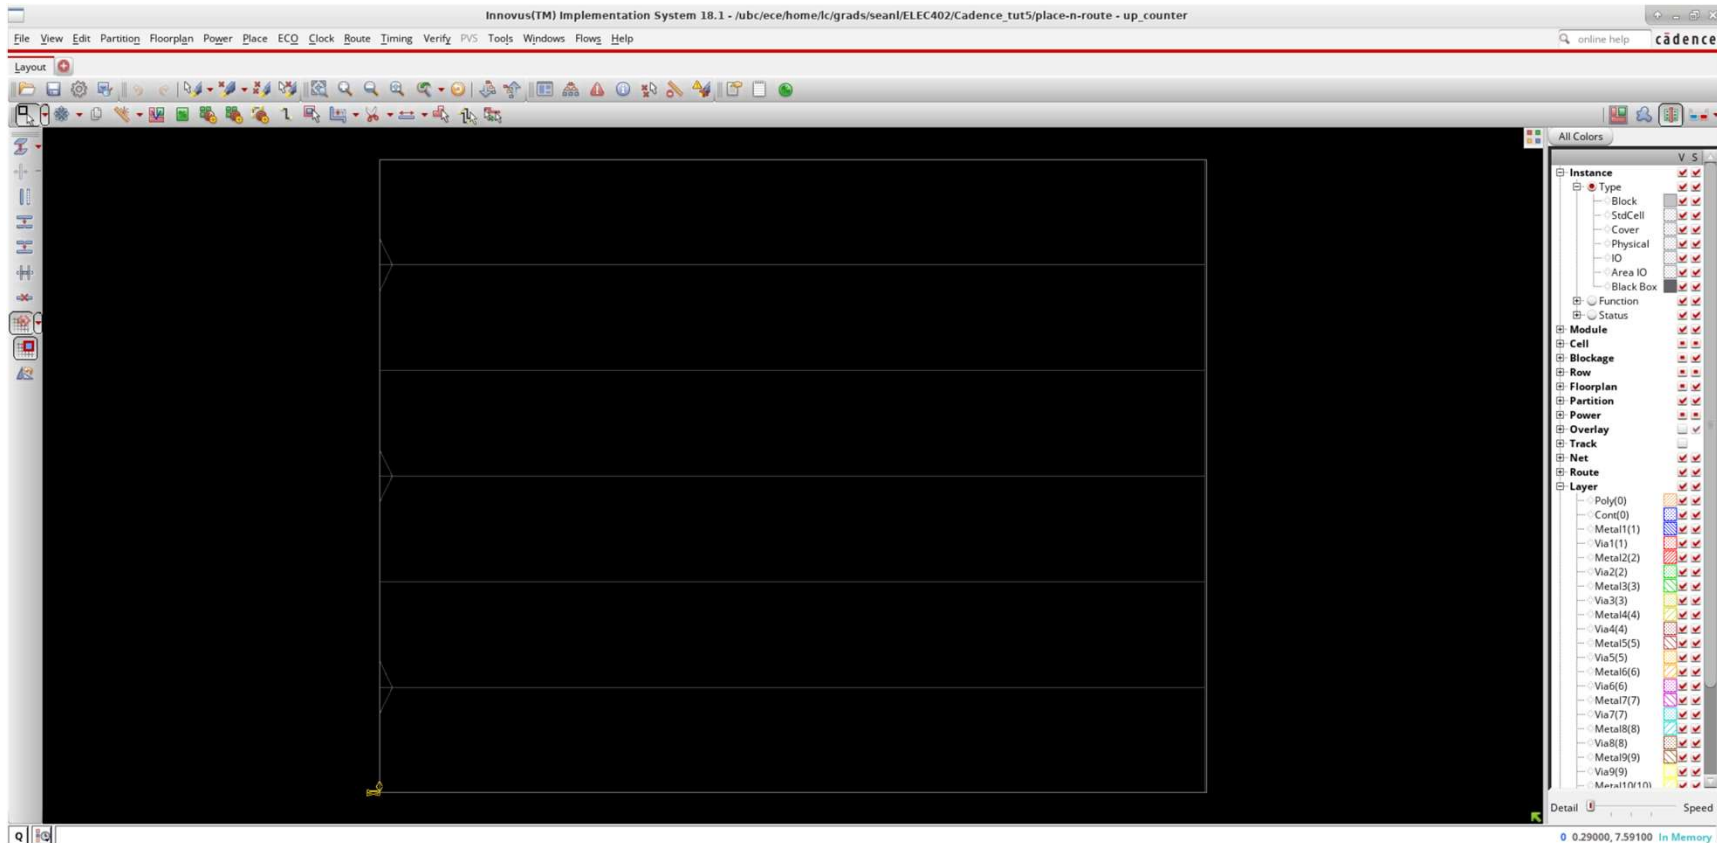 Innovus(TM) Implementation System 18.1 - /ubc/ece/home/lc/grads/seanl/ELEC402/Cadence_tut5/place-n-route - up_counter
File View Edit Partition Floorplan Power Place ECO Clock Route Timing Verify PVS Tools Windows Flows Help
online help cādence
Layout
All Colors
V S
Instance
Type
Block
StdCell
Cover
Physical
IO
Area IO
Black Box
Function
Status
Module
Cell
Blockage
Row
Floorplan
Partition
Power
Overlay
Track
Net
Route
Layer
Poly(0)
Cont(0)
Metal1(1)
Via1(1)
Metal2(2)
Via2(2)
Metal3(3)
Via3(3)
Metal4(4)
Via4(4)
Metal5(5)
Via5(5)
Metal6(6)
Via6(6)
Metal7(7)
Via7(7)
Metal8(8)
Via8(8)
Metal9(9)
Via9(9)
Metal10(10)
Detail Speed
Q 0 0.29000, 7.59100 In Memory